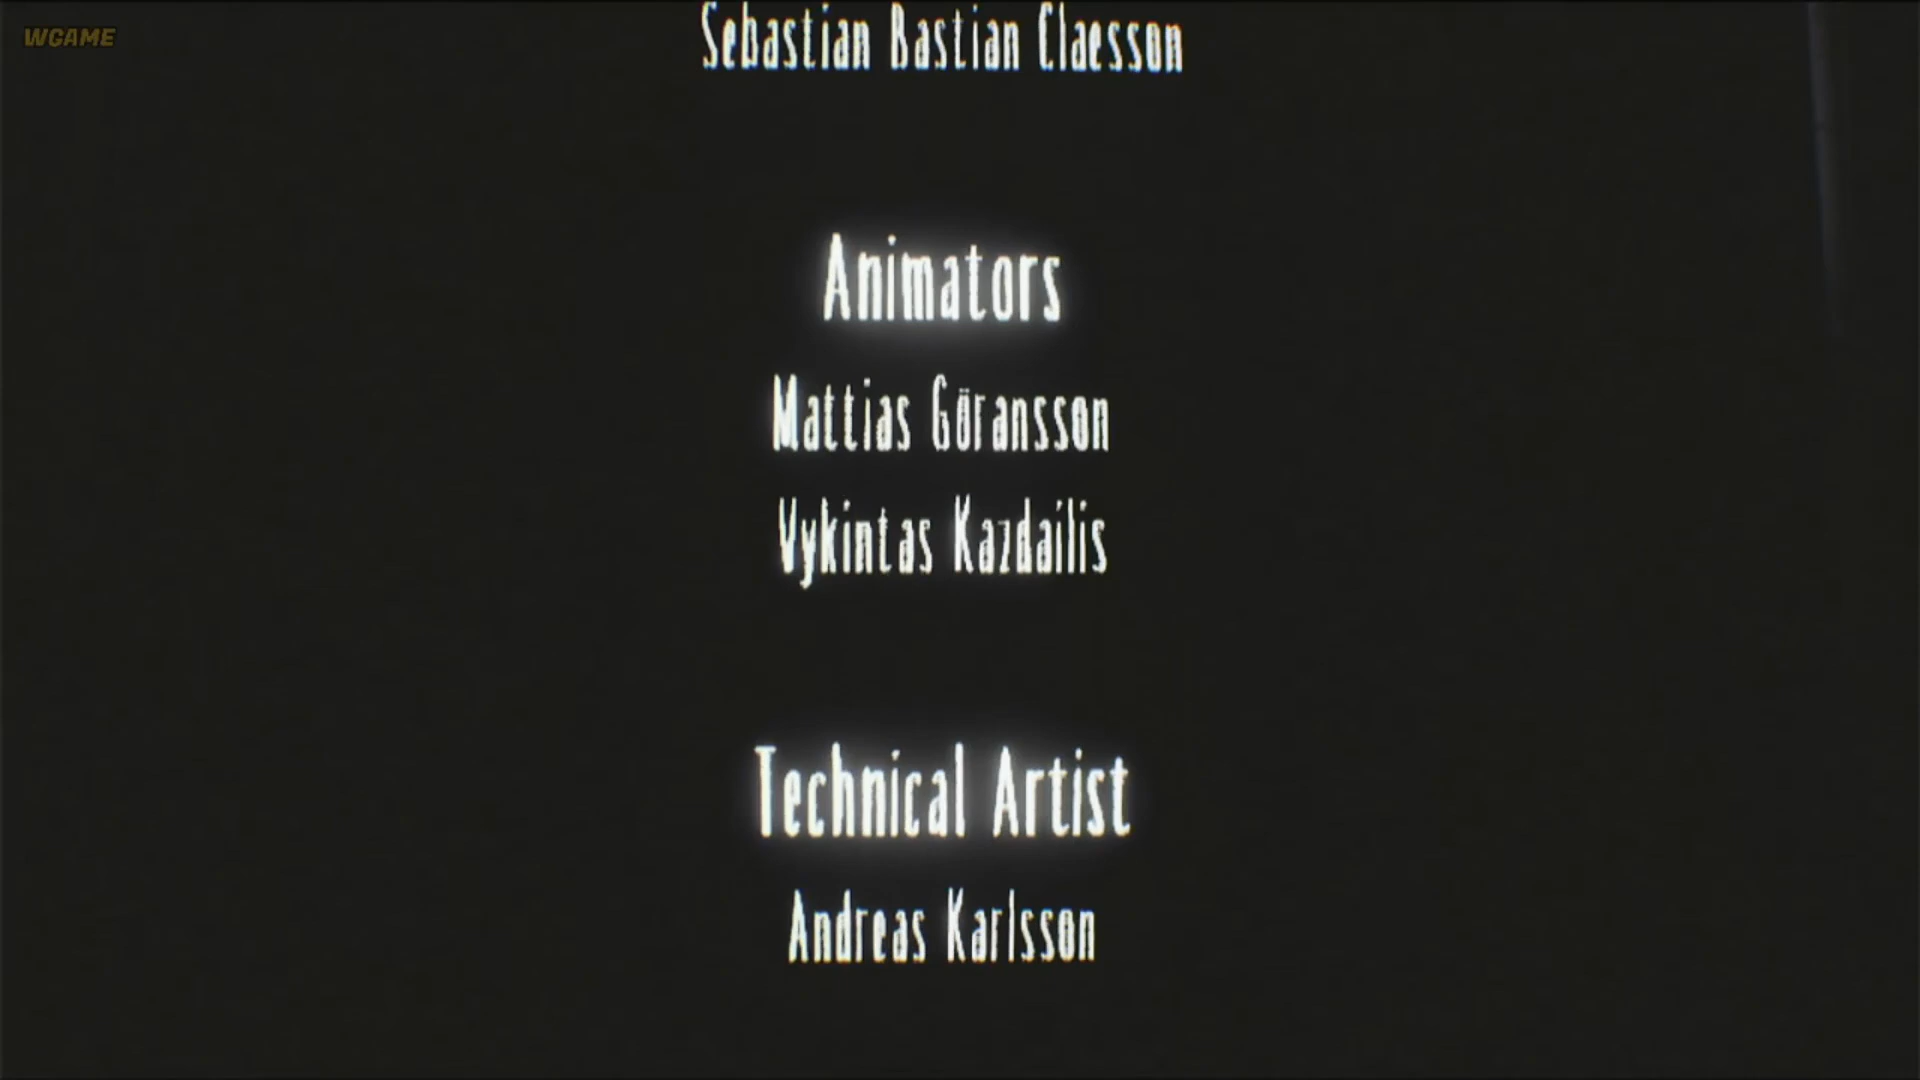 WGAME
Sebastian Bastian Claesson
Animators
Mattias Göransson
Vykintas Kazdailis
Technical Artist
Andreas Karlsson